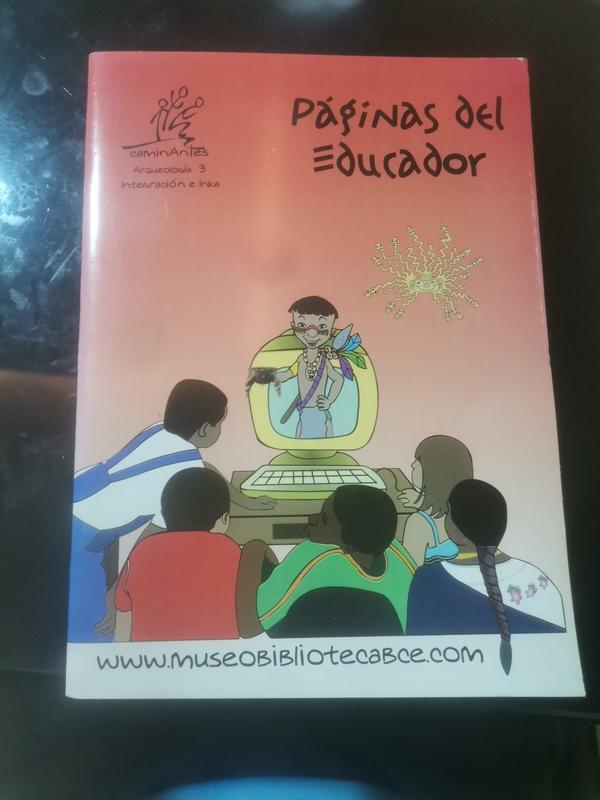 caminAntes
Arqueología 3
Integración e Inka
Páginas del
Educador
www.museobibliotecabce.com